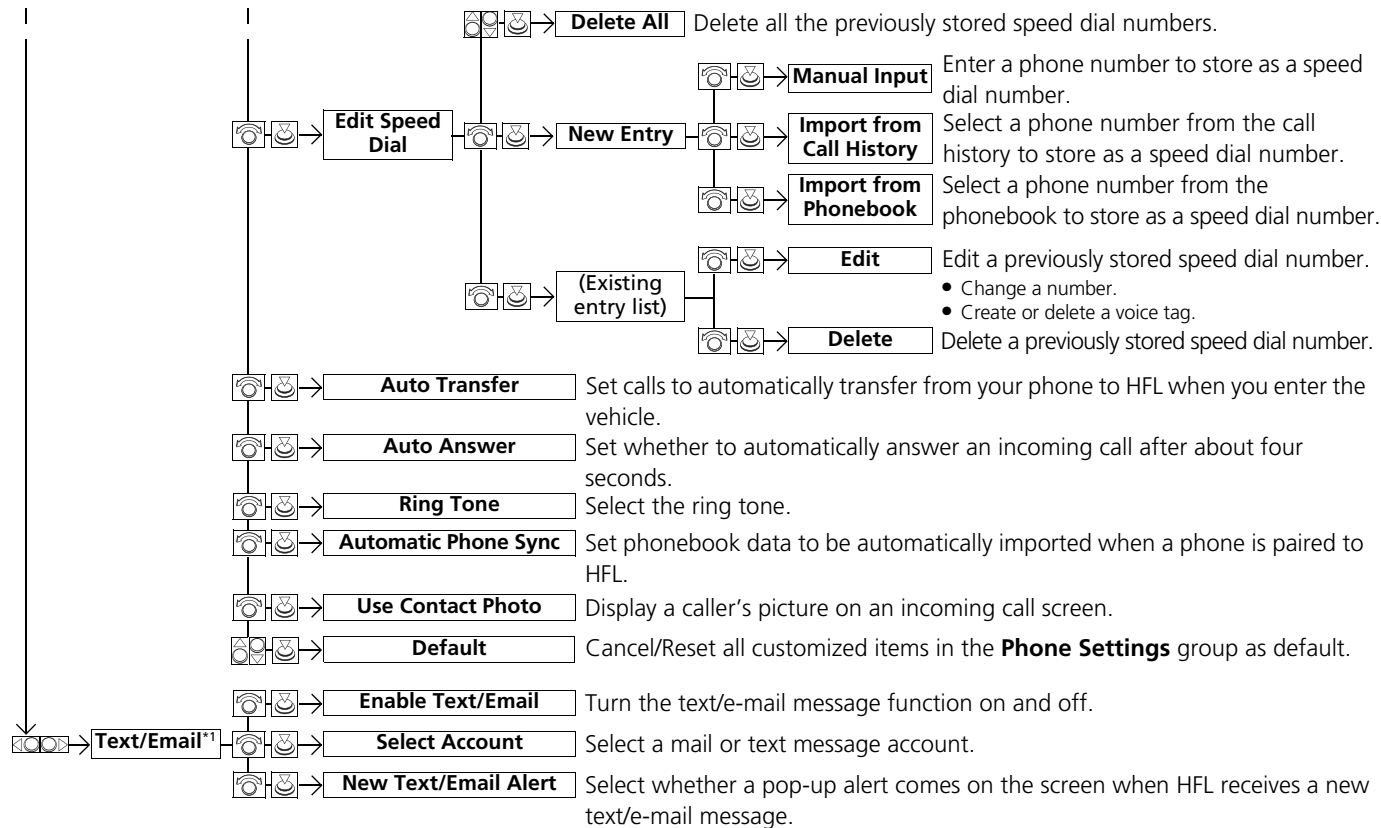 Delete All Delete all the previously stored speed dial numbers.
Manual Input Enter a phone number to store as a speed
dial number.
Edit Speed
Dial
New Entry
Import from
Call History
Select a phone number from the call
history to store as a speed dial number.
Import from
Phonebook
Select a phone number from the
phonebook to store as a speed dial number.
(Existing
entry list)
Edit Edit a previously stored speed dial number.
• Change a number.
• Create or delete a voice tag.
Delete Delete a previously stored speed dial number.
Auto Transfer Set calls to automatically transfer from your phone to HFL when you enter the
vehicle.
Auto Answer Set whether to automatically answer an incoming call after about four
seconds.
Ring Tone Select the ring tone.
Automatic Phone Sync Set phonebook data to be automatically imported when a phone is paired to
HFL.
Use Contact Photo Display a caller's picture on an incoming call screen.
Default Cancel/Reset all customized items in the Phone Settings group as default.
Text/Email*1
Enable Text/Email Turn the text/e-mail message function on and off.
Select Account Select a mail or text message account.
New Text/Email Alert Select whether a pop-up alert comes on the screen when HFL receives a new
text/e-mail message.